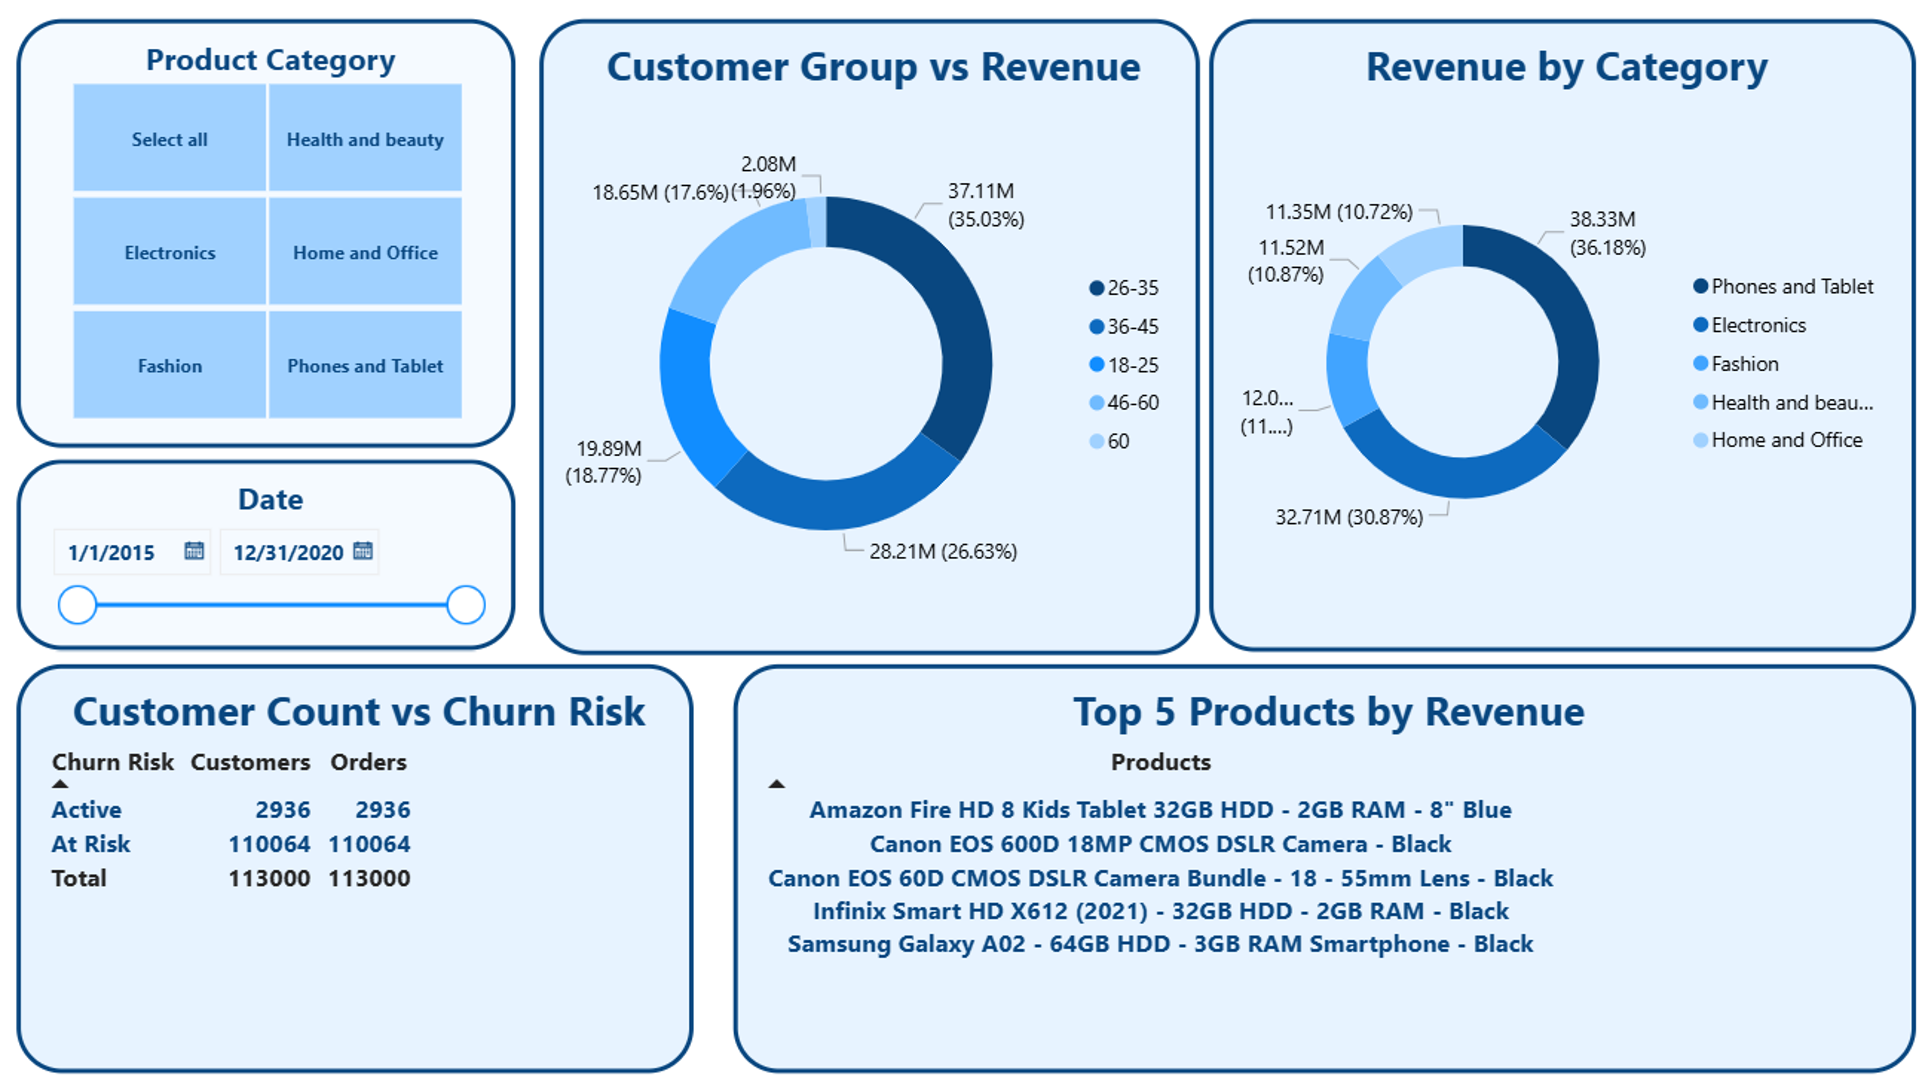 Product Category
Select all
Health and beauty
Electronics
Home and Office
Fashion
Phones and Tablet
Date
1/1/2015
12/31/2020
Customer Group vs Revenue
2.08M
(1.96%)
18.65M (17.6%)
37.11M
(35.03%)
19.89M
(18.77%)
28.21M (26.63%)
26-35
36-45
18-25
46-60
60
Revenue by Category
11.35M (10.72%)
11.52M
(10.87%)
38.33M
(36.18%)
12.0...
(11....)
32.71M (30.87%)
Phones and Tablet
Electronics
Fashion
Health and beau...
Home and Office
Customer Count vs Churn Risk
Churn Risk Customers Orders
Active 2936 2936
At Risk 110064 110064
Total 113000 113000
Top 5 Products by Revenue
Products
Amazon Fire HD 8 Kids Tablet 32GB HDD - 2GB RAM - 8" Blue
Canon EOS 600D 18MP CMOS DSLR Camera - Black
Canon EOS 60D CMOS DSLR Camera Bundle - 18 - 55mm Lens - Black
Infinix Smart HD X612 (2021) - 32GB HDD - 2GB RAM - Black
Samsung Galaxy A02 - 64GB HDD - 3GB RAM Smartphone - Black